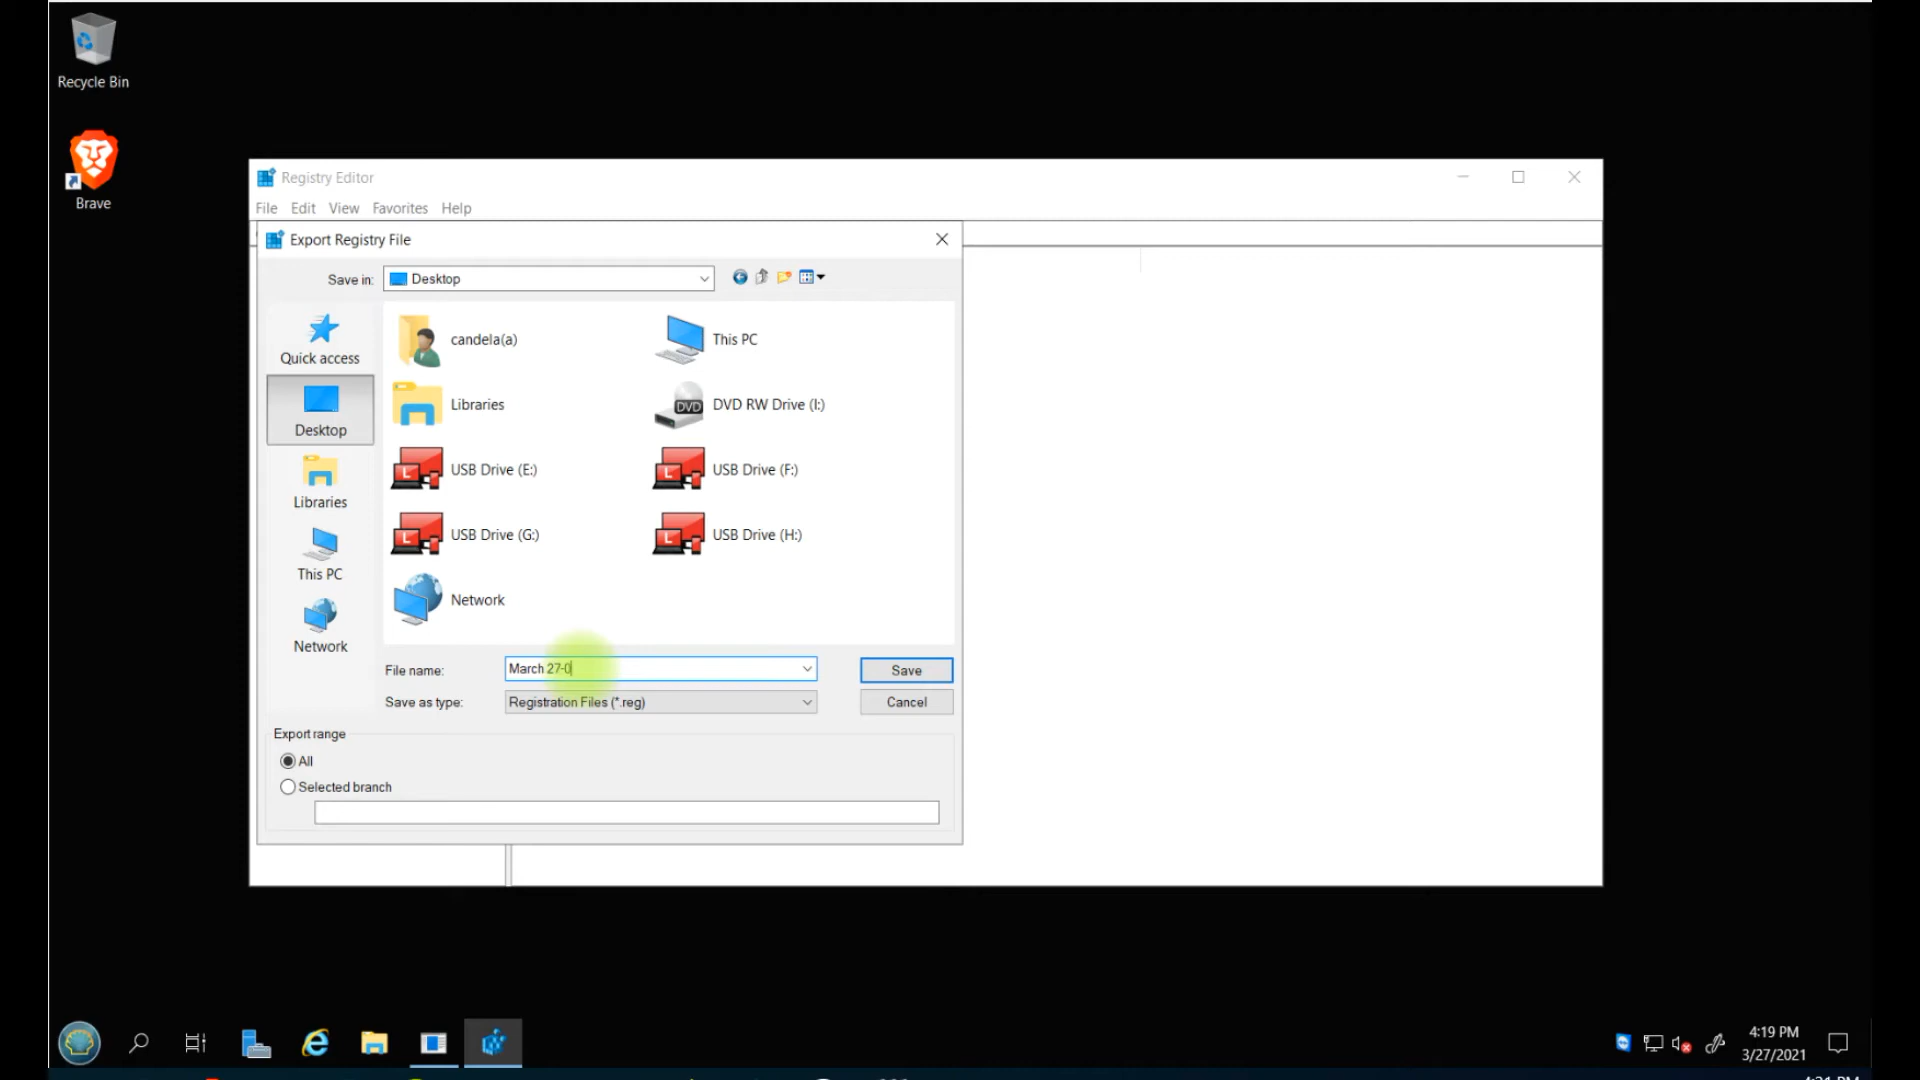 Recycle Bin
Brave
Registry Editor
File Edit View Favorites Help
Export Registry File
Save in: Desktop
Quick access
Desktop
Libraries
This PC
Network
candela(a)
This PC
Libraries
DVD RW Drive (I:)
DVD
USB Drive (E:)
USB Drive (F:)
USB Drive (G:)
USB Drive (H:)
Network
File name: March 27-0
Save
Save as type: Registration Files (*.reg)
Cancel
Export range
All
Selected branch
4:19 PM
3/27/2021